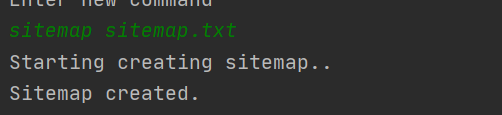 Enter new command
sitemap sitemap.txt
Starting creating sitemap..
Sitemap created.